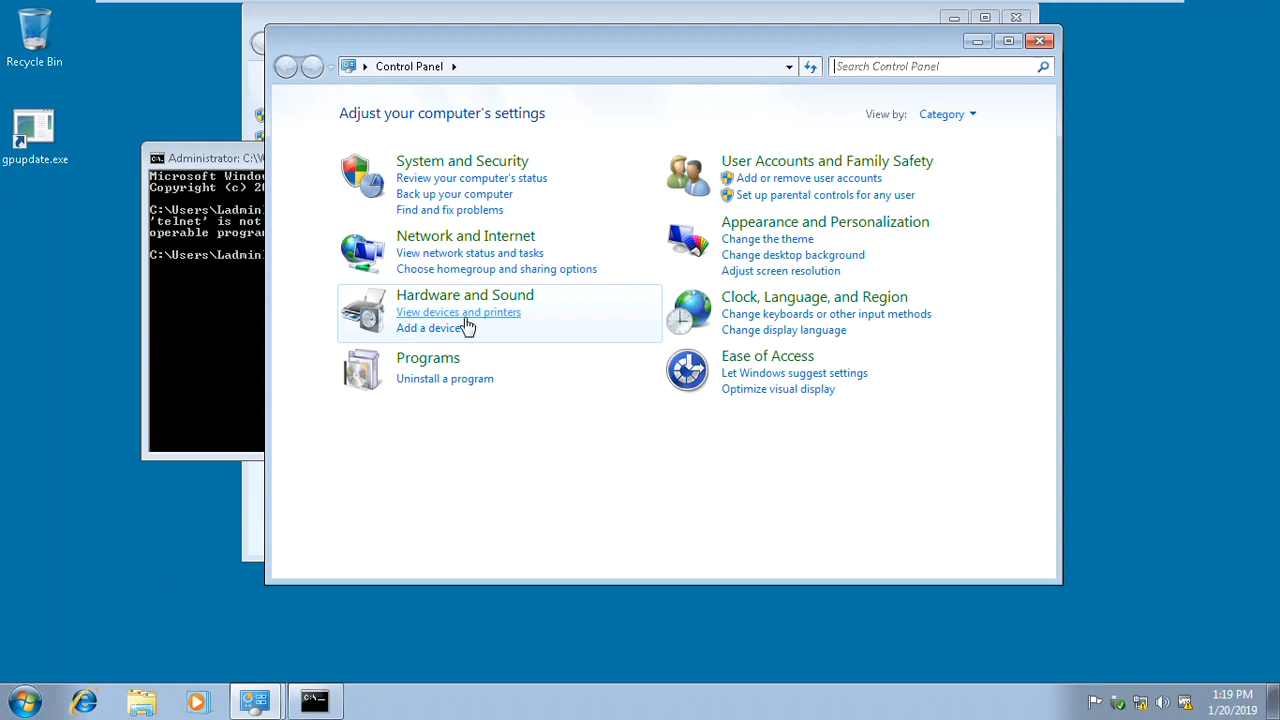 Recycle Bin
gpupdate.exe
Administrator: C:\
Microsoft Window
Copyright (c) 20
C:\Users\Ladmin
'telnet' is not
operable program
C:\Users\Ladmin
Control Panel
Search Control Panel
Adjust your computer's settings
View by: Category
System and Security
Review your computer's status
Back up your computer
Find and fix problems
Network and Internet
View network status and tasks
Choose homegroup and sharing options
Hardware and Sound
View devices and printers
Add a device
Programs
Uninstall a program
User Accounts and Family Safety
Add or remove user accounts
Set up parental controls for any user
Appearance and Personalization
Change the theme
Change desktop background
Adjust screen resolution
Clock, Language, and Region
Change keyboards or other input methods
Change display language
Ease of Access
Let Windows suggest settings
Optimize visual display
1:19 PM
1/20/2019